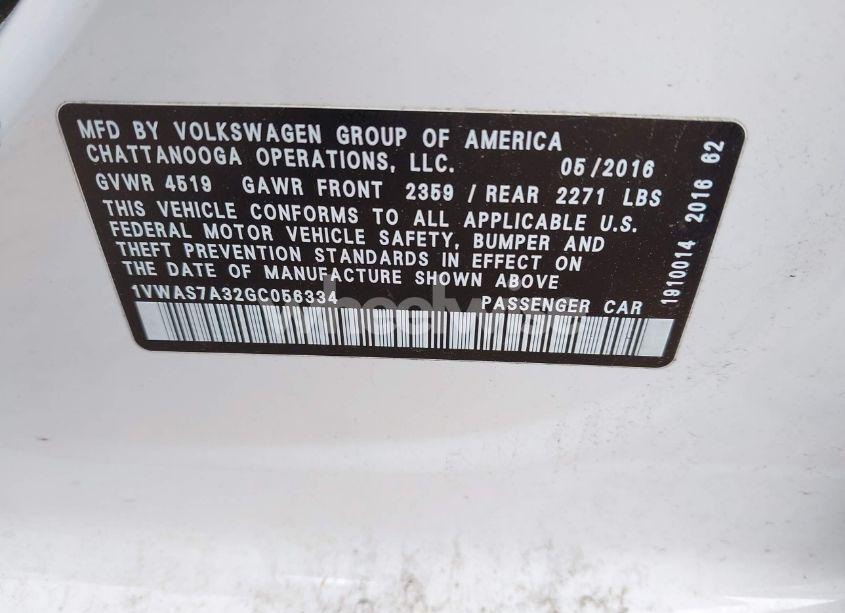 MFD BY VOLKSWAGEN GROUP OF AMERICA
CHATTANOOGA OPERATIONS, LLC. 05/2016
GVWR 4519 GAWR FRONT 2359 / REAR 2271 LBS
THIS VEHICLE CONFORMS TO ALL APPLICABLE U.S.
FEDERAL MOTOR VEHICLE SAFETY, BUMPER AND
THEFT PREVENTION STANDARDS IN EFFECT ON
THE DATE OF MANUFACTURE SHOWN ABOVE
1VWAS7A32GC056334 PASSENGER CAR
1910014 2016 62